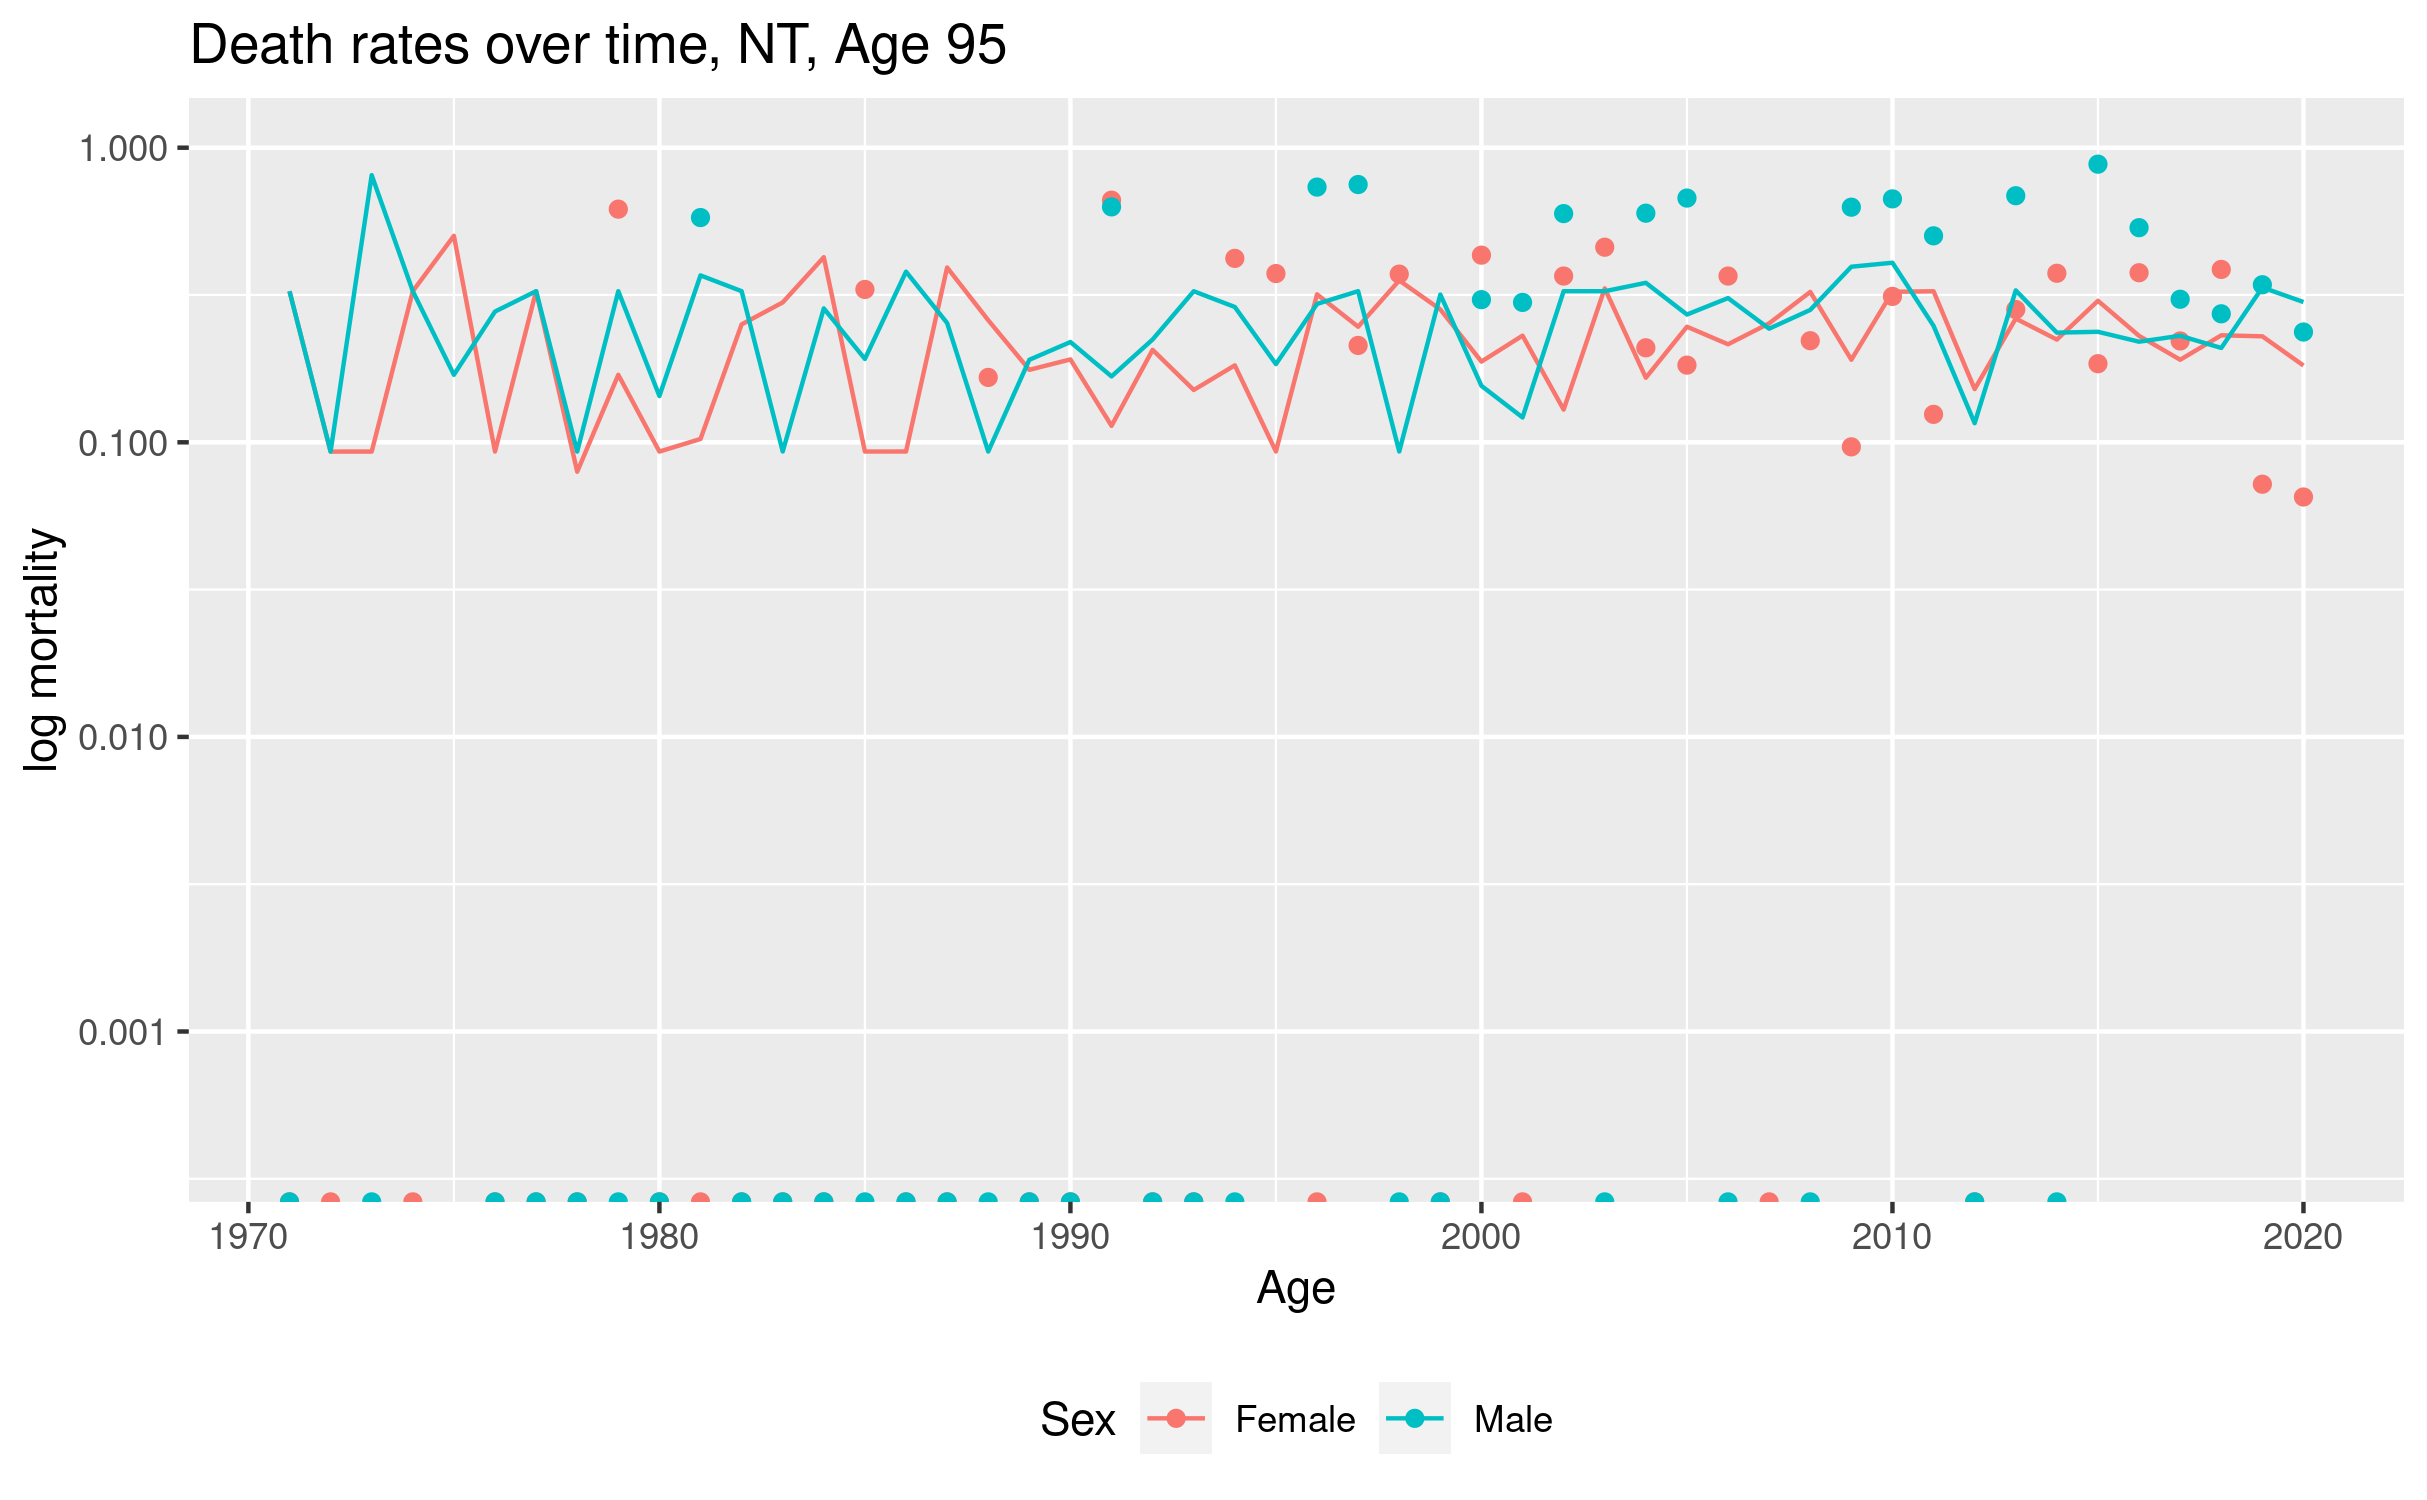 Death rates over time, NT, Age 95
log mortality
1.000
0.100
0.010
0.001
1970 1980 1990 2000 2010 2020
Age
Sex Female Male